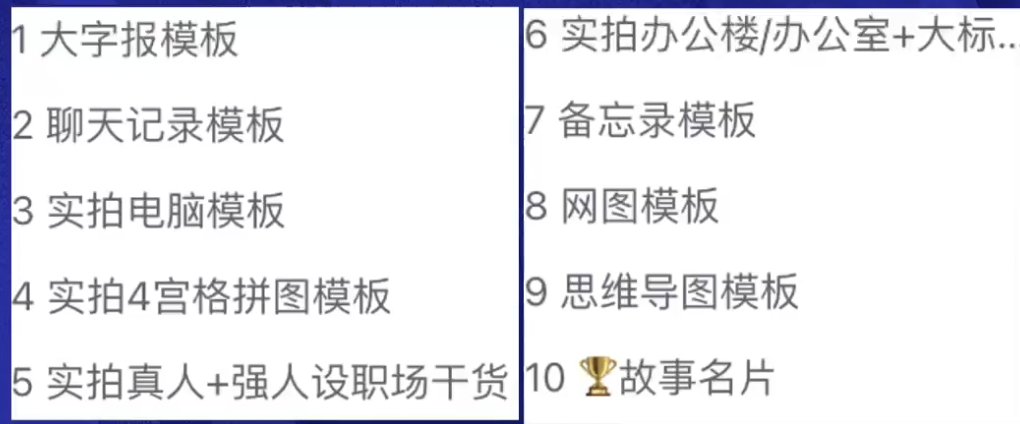 1 大字报模板
2 聊天记录模板
3 实拍电脑模板
4 实拍4宫格拼图模板
5 实拍真人+强人设职场干货
6 实拍办公楼/办公室+大标...
7 备忘录模板
8 网图模板
9 思维导图模板
10 🏆故事名片